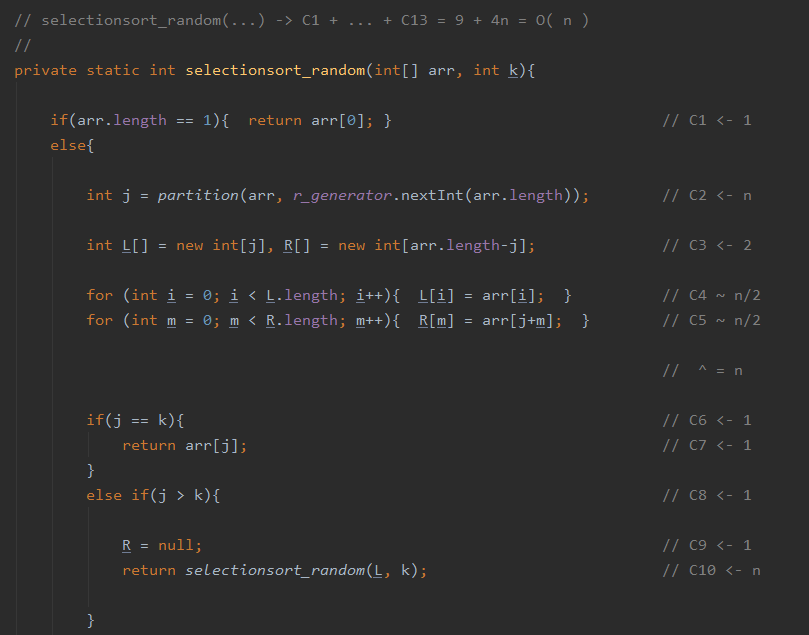 // selectionsort_random(...) -> C1 + ... + C13 = 9 + 4n = O( n )
//
private static int selectionsort_random(int[] arr, int k){
if(arr.length == 1){  return arr[0]; }                              // C1 <- 1
else{
int j = partition(arr, r_generator.nextInt(arr.length));        // C2 <- n
int L[] = new int[j], R[] = new int[arr.length-j];              // C3 <- 2
for (int i = 0; i < L.length; i++){  L[i] = arr[i];  }          // C4 ~ n/2
for (int m = 0; m < R.length; m++){  R[m] = arr[j+m];  }        // C5 ~ n/2
//  ^ = n
if(j == k){                                                     // C6 <- 1
return arr[j];                                              // C7 <- 1
}
else if(j > k){                                                 // C8 <- 1
R = null;                                                   // C9 <- 1
return selectionsort_random(L, k);                          // C10 <- n
}